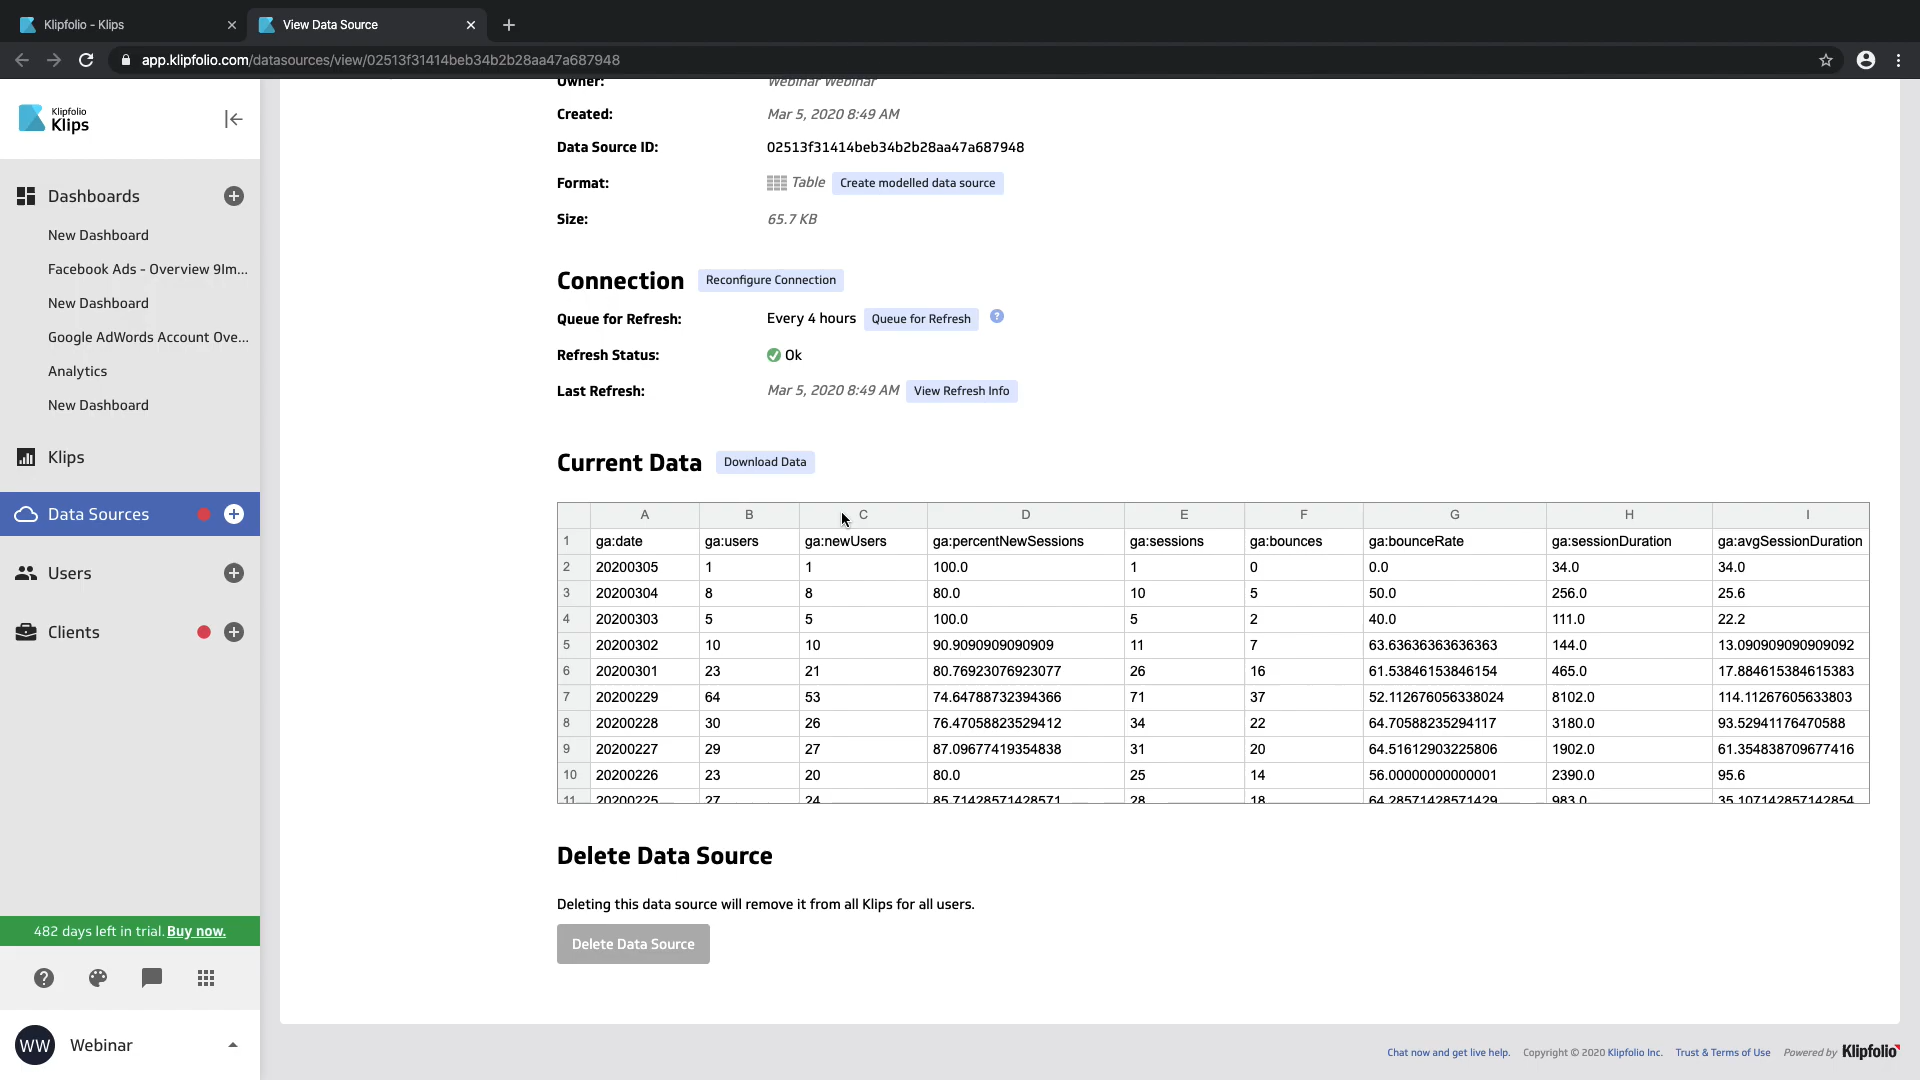 Klipfolio - Klips
View Data Source
app.klipfolio.com/datasources/view/02513f31414beb34b2b28aa47a687948
Klipfolio
Klips
Dashboards
New Dashboard
Facebook Ads - Overview 9Im...
New Dashboard
Google AdWords Account Ove...
Analytics
New Dashboard
Klips
Data Sources
Users
Clients
482 days left in trial. Buy now.
WW Webinar
Owner: Webinar Webinar
Created: Mar 5, 2020 8:49 AM
Data Source ID: 02513f31414beb34b2b28aa47a687948
Format: Table Create modelled data source
Size: 65.7 KB
Connection Reconfigure Connection
Queue for Refresh: Every 4 hours Queue for Refresh ?
Refresh Status: Ok
Last Refresh: Mar 5, 2020 8:49 AM View Refresh Info
Current Data Download Data
A B C D E F G H I
1 ga:date ga:users ga:newUsers ga:percentNewSessions ga:sessions ga:bounces ga:bounceRate ga:sessionDuration ga:avgSessionDuration
2 20200305 1 1 100.0 1 0 0.0 34.0 34.0
3 20200304 8 8 80.0 10 5 50.0 256.0 25.6
4 20200303 5 5 100.0 5 2 40.0 111.0 22.2
5 20200302 10 10 90.9090909090909 11 7 63.63636363636363 144.0 13.090909090909092
6 20200301 23 21 80.76923076923077 26 16 61.53846153846154 465.0 17.884615384615383
7 20200229 64 53 74.64788732394366 71 37 52.112676056338024 8102.0 114.11267605633803
8 20200228 30 26 76.47058823529412 34 22 64.70588235294117 3180.0 93.52941176470588
9 20200227 29 27 87.09677419354838 31 20 64.51612903225806 1902.0 61.354838709677416
10 20200226 23 20 80.0 25 14 56.00000000000001 2390.0 95.6
11 20200225 27 24 85.71428571428571 28 18 64.28571428571429 983.0 35.107142857142854
Delete Data Source
Deleting this data source will remove it from all Klips for all users.
Delete Data Source
Chat now and get live help. Copyright © 2020 Klipfolio Inc. Trust & Terms of Use Powered by Klipfolio